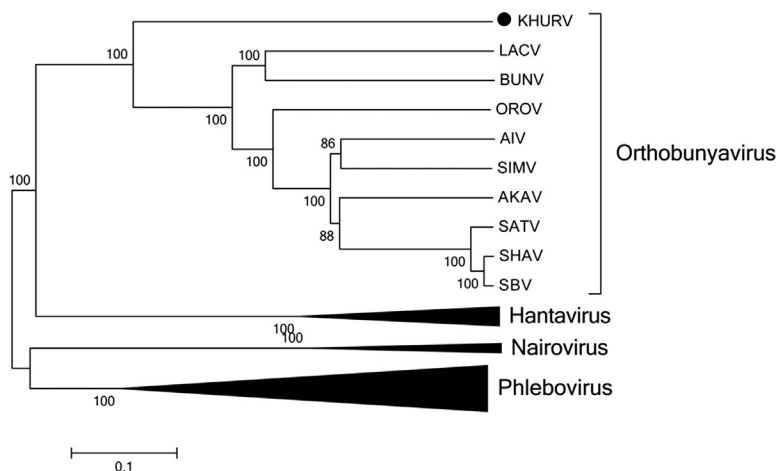 KHURV
100
LACV
100
BUNV
100
OROV
Orthobunyavirus
100
AIV
86
SIMV
100
AKAV
88
SATV
100
SHAV
100
SBV
100
Hantavirus
100
100
Nairovirus
Phlebovirus
100
0.1